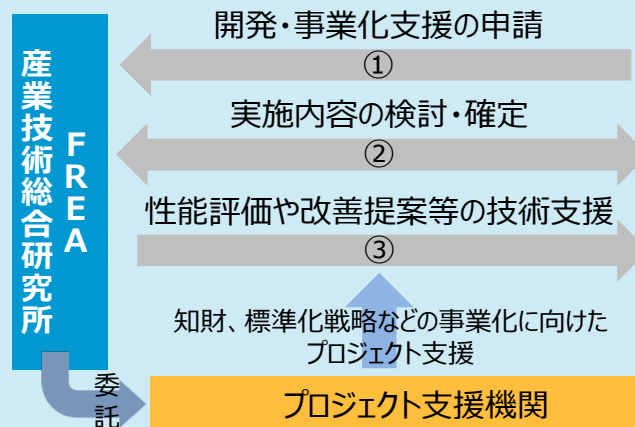 産業技術総合研究所
FREA
開発・事業化支援の申請
①
実施内容の検討・確定
②
性能評価や改善提案等の技術支援
③
知財、標準化戦略などの事業化に向けた
プロジェクト支援
委託
プロジェクト支援機関